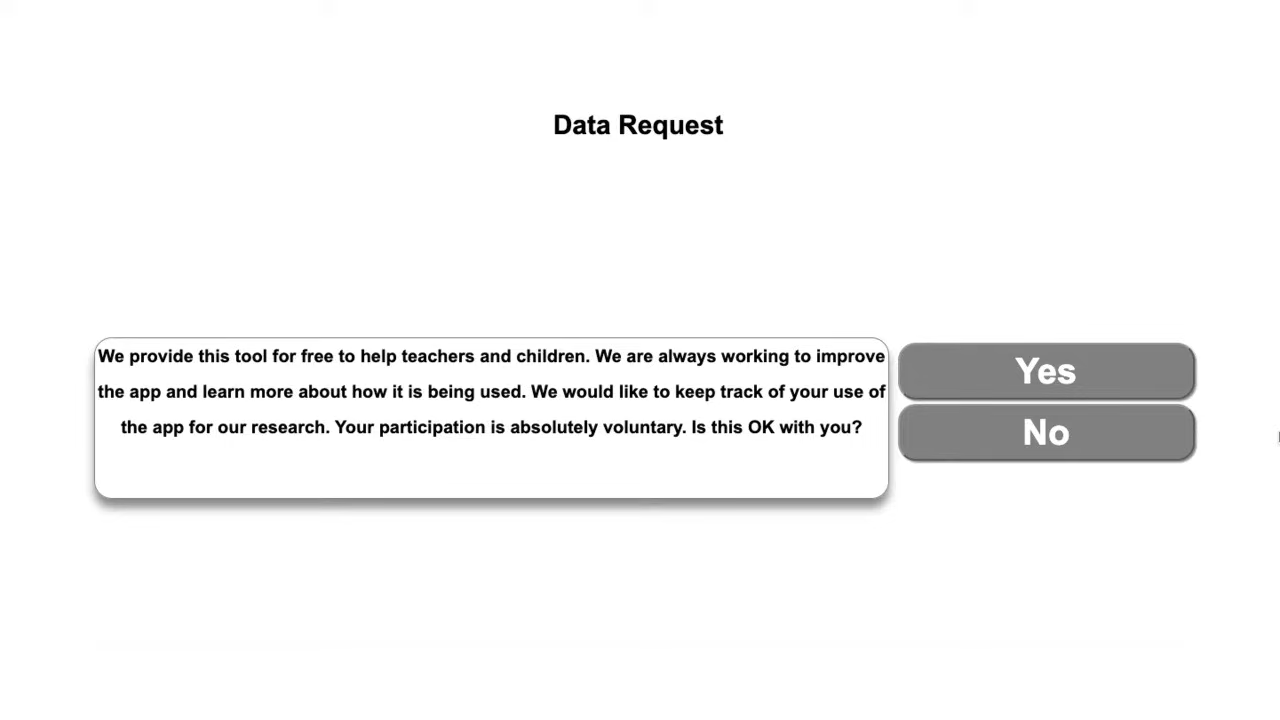 Data Request
We provide this tool for free to help teachers and children. We are always working to improve
the app and learn more about how it is being used. We would like to keep track of your use of
the app for our research. Your participation is absolutely voluntary. Is this OK with you?
Yes
No